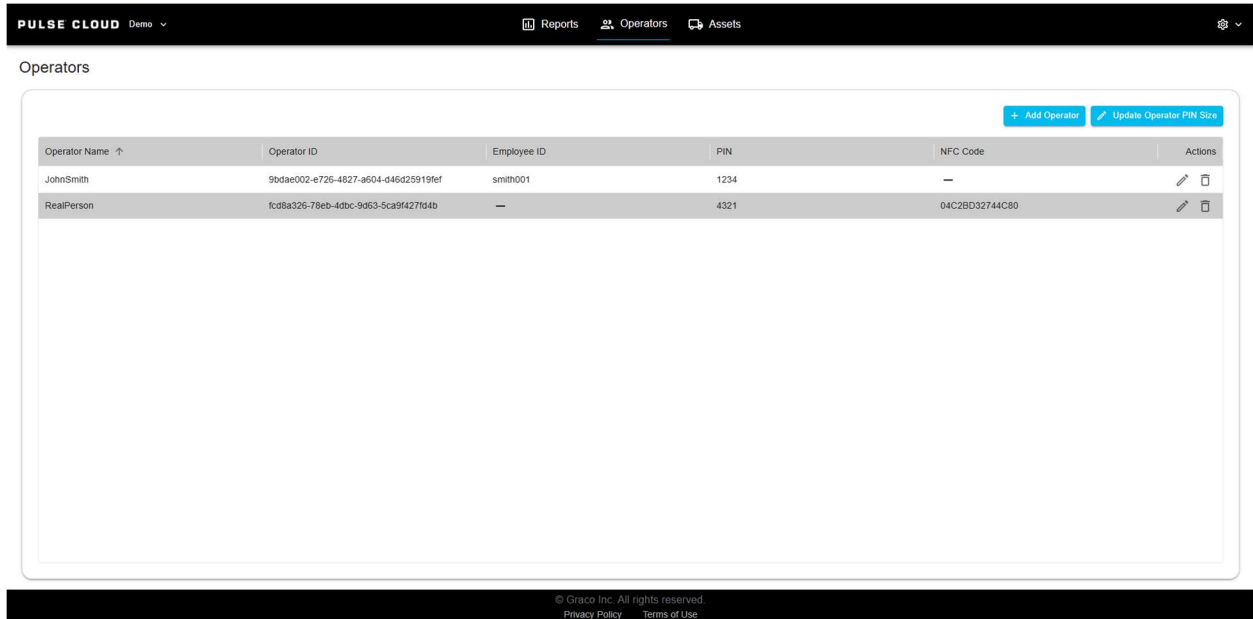 PULSE CLOUD Demo Reports Operators Assets
Operators
+ Add Operator Update Operator PIN Size
Operator Name ↑ Operator ID Employee ID PIN NFC Code Actions
JohnSmith 9bdae002-e726-4827-a604-d46d25919fef smith001 1234 —
RealPerson fcd8a326-78eb-4dbc-9d63-5ca9f427fd4b — 4321 04C2BD32744C80
© Graco Inc. All rights reserved.
Privacy Policy Terms of Use